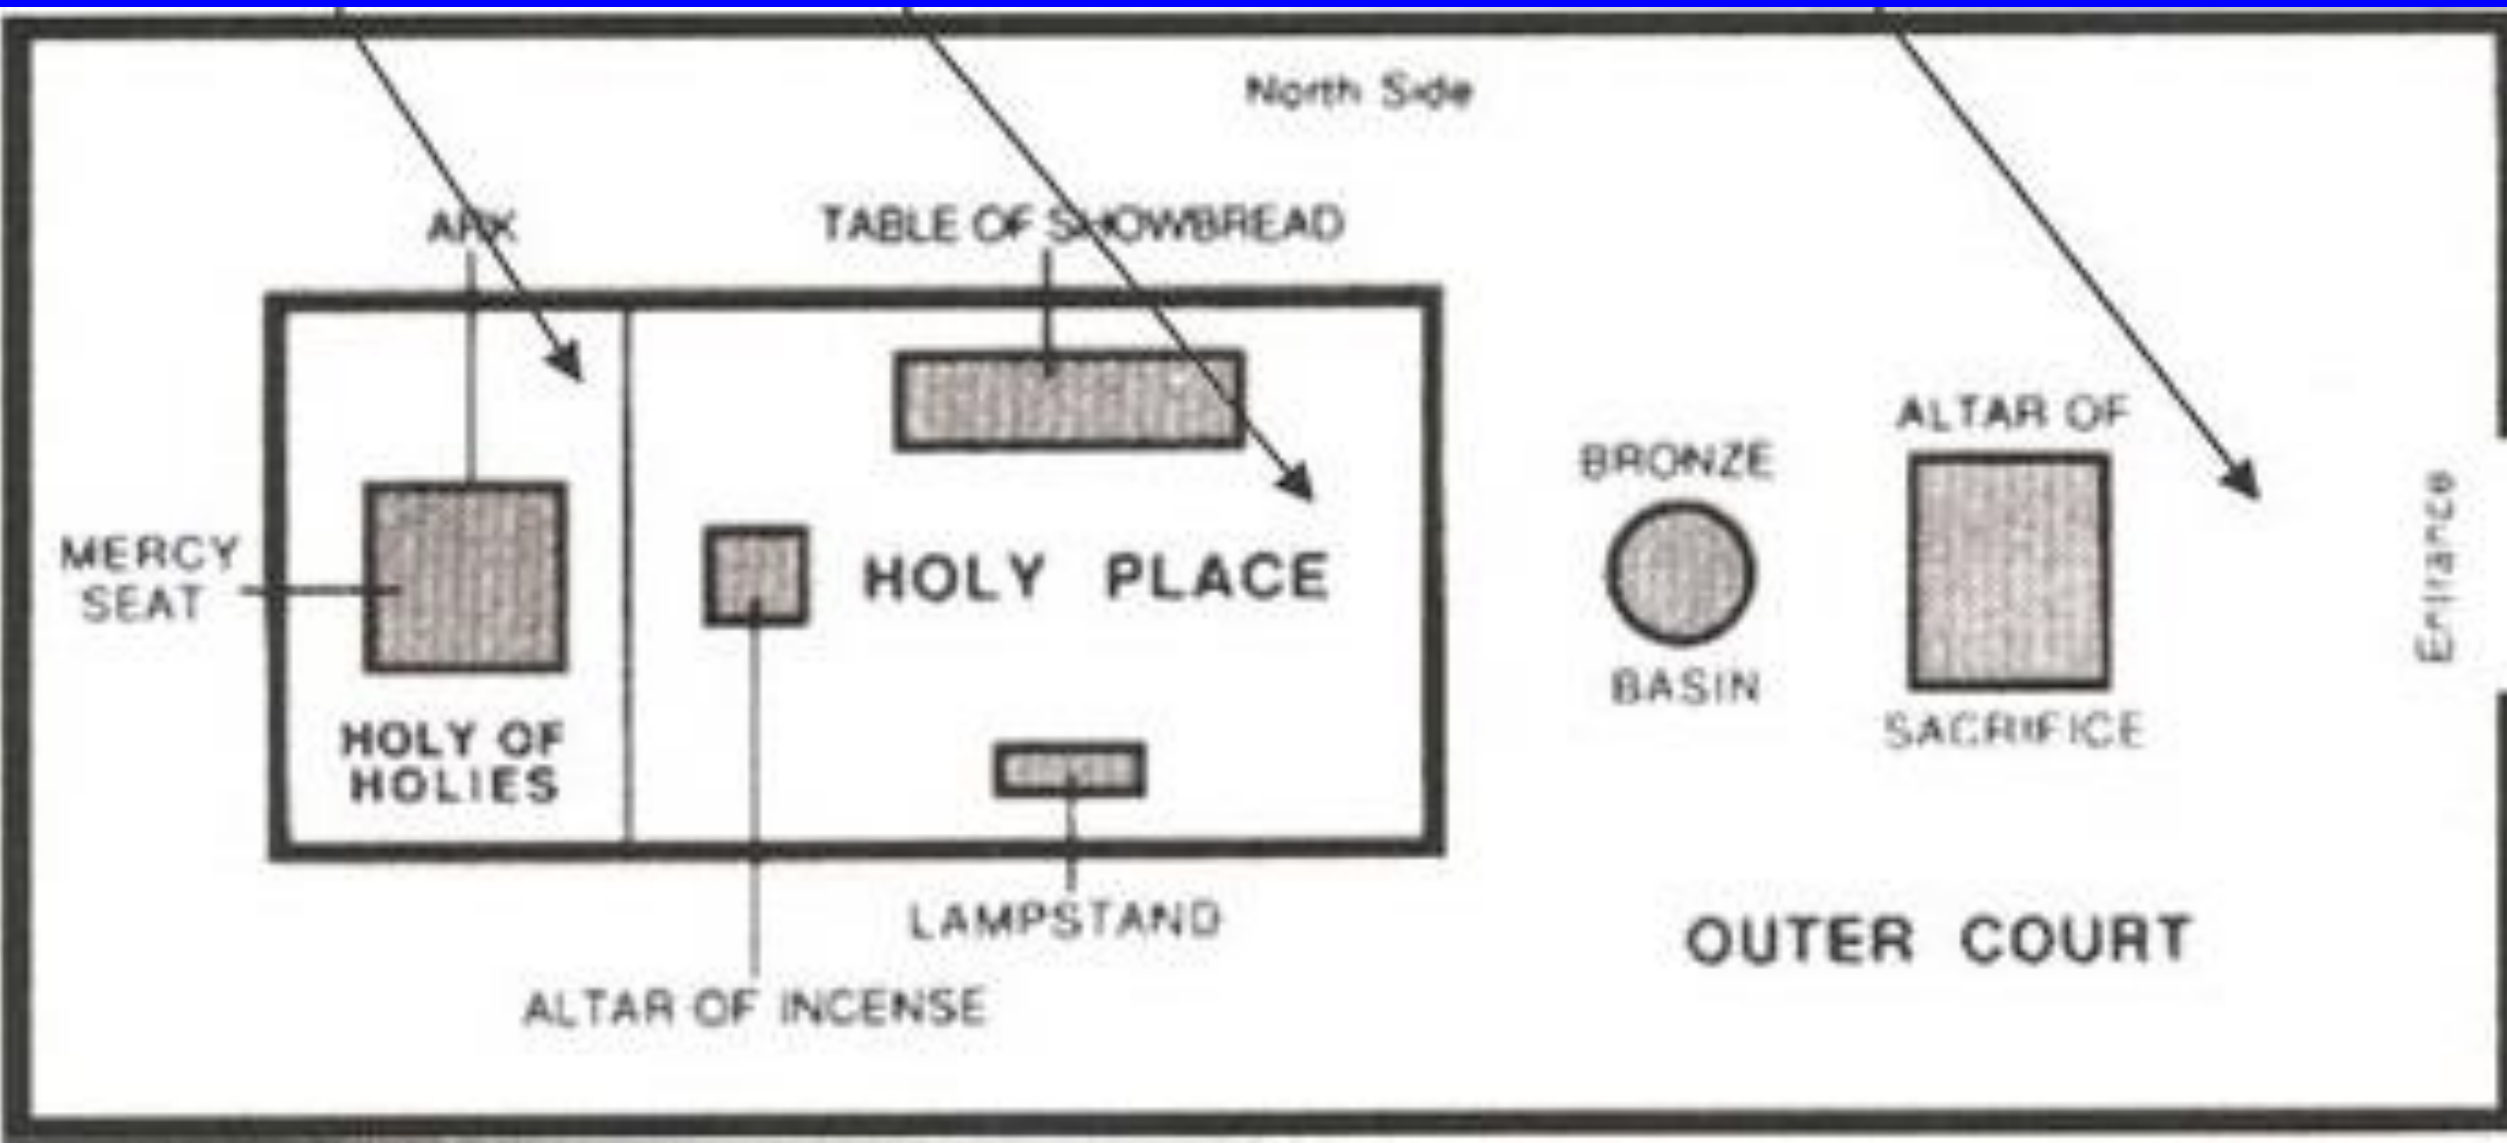 North Side
ARK
TABLE OF SHOWBREAD
ALTAR OF
BRONZE
Entrance
MERCY
SEAT
HOLY PLACE
BASIN
SACRIFICE
HOLY OF
HOLIES
LAMPSTAND
OUTER COURT
ALTAR OF INCENSE